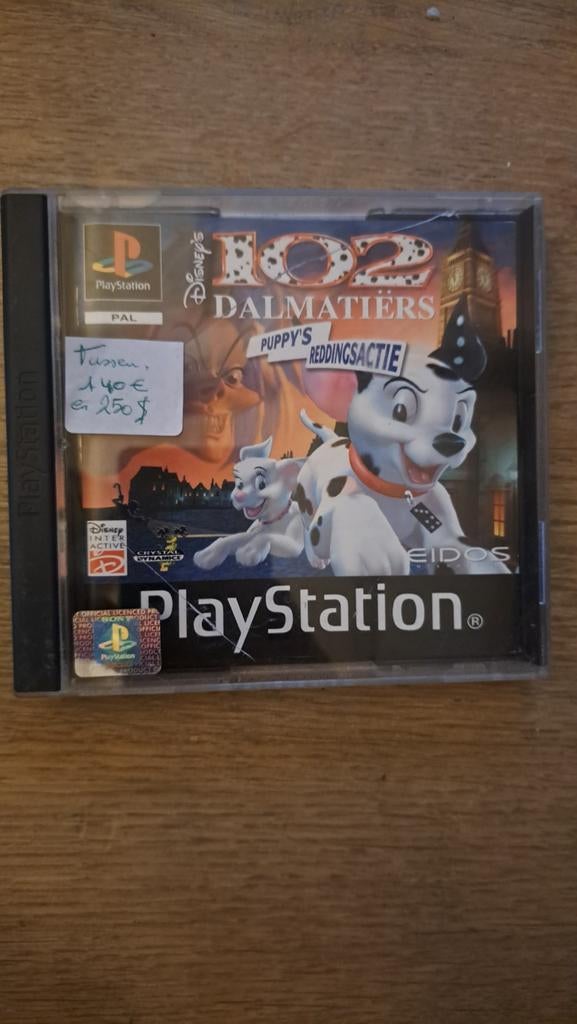 PlayStation
PlayStation
PAL
DISNEY'S
102
DALMATIËRS
PUPPY'S
REDDINGSACTIE
Tussen,
140€
en 250$
DISNEY
INTER
ACTIVE
CRYSTAL
DYNAMICS
EIDOS
PlayStation®
SONY
PlayStation